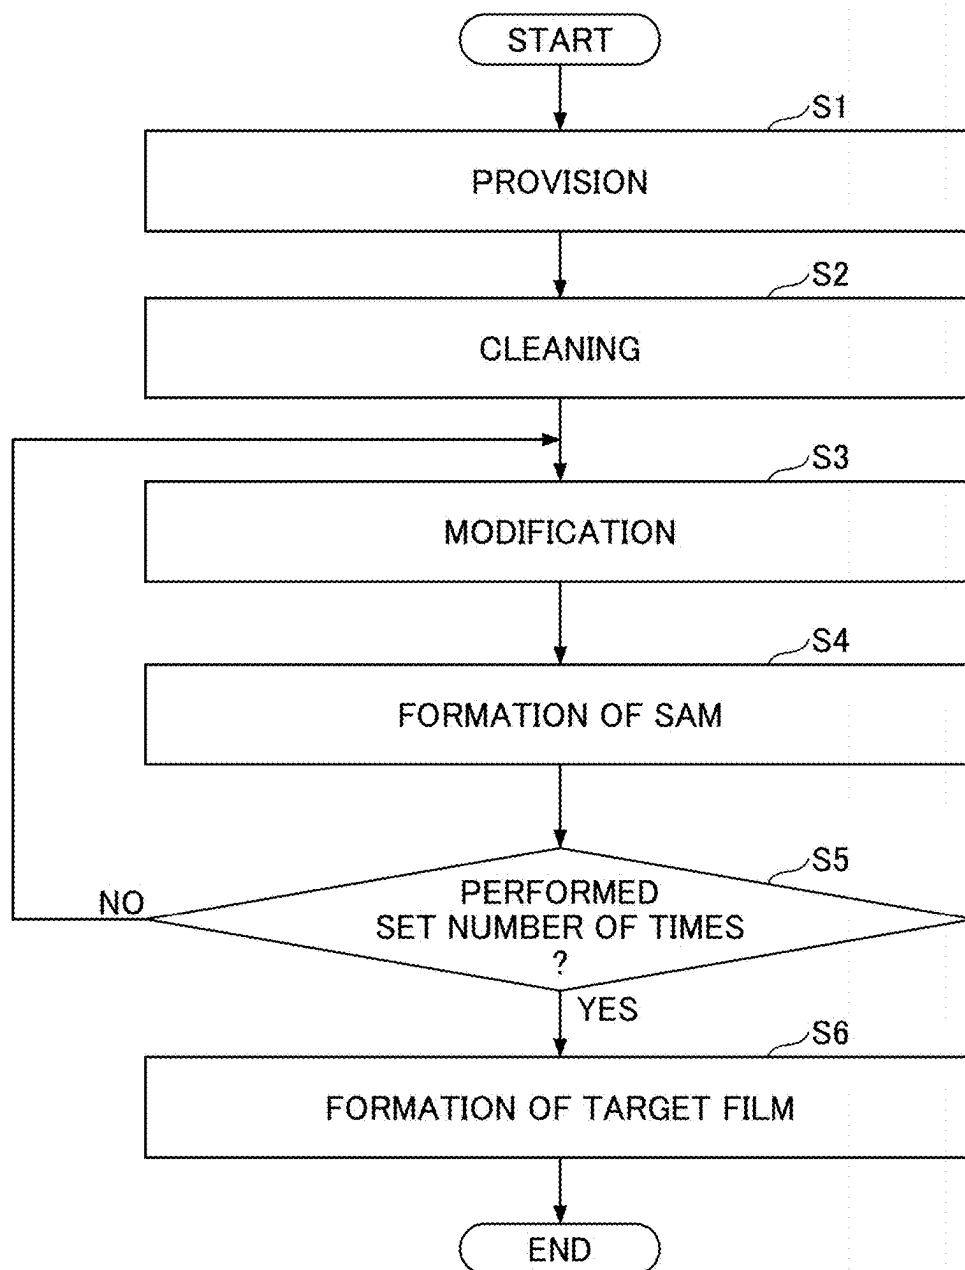 START
S1
PROVISION
S2
CLEANING
S3
MODIFICATION
S4
FORMATION OF SAM
S5
PERFORMED
SET NUMBER OF TIMES
?
NO
YES
S6
FORMATION OF TARGET FILM
END